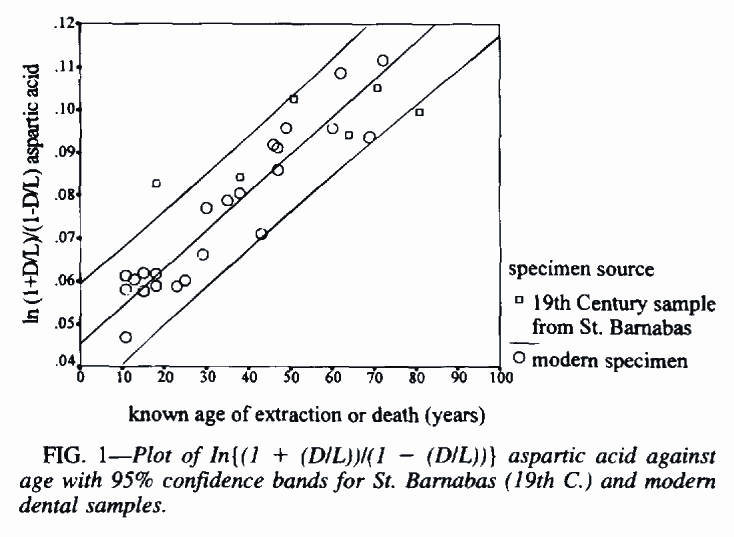 ln (1+D/L)/(1-D/L) aspartic acid
.12
.11
.10
.09
.08
.07
.06
.05
.04
0 10 20 30 40 50 60 70 80 90 100
known age of extraction or death (years)
specimen source
19th Century sample
from St. Barnabas
modern specimen
FIG. 1—Plot of ln{(1 + (D/L))/(1 − (D/L))} aspartic acid against
age with 95% confidence bands for St. Barnabas (19th C.) and modern
dental samples.